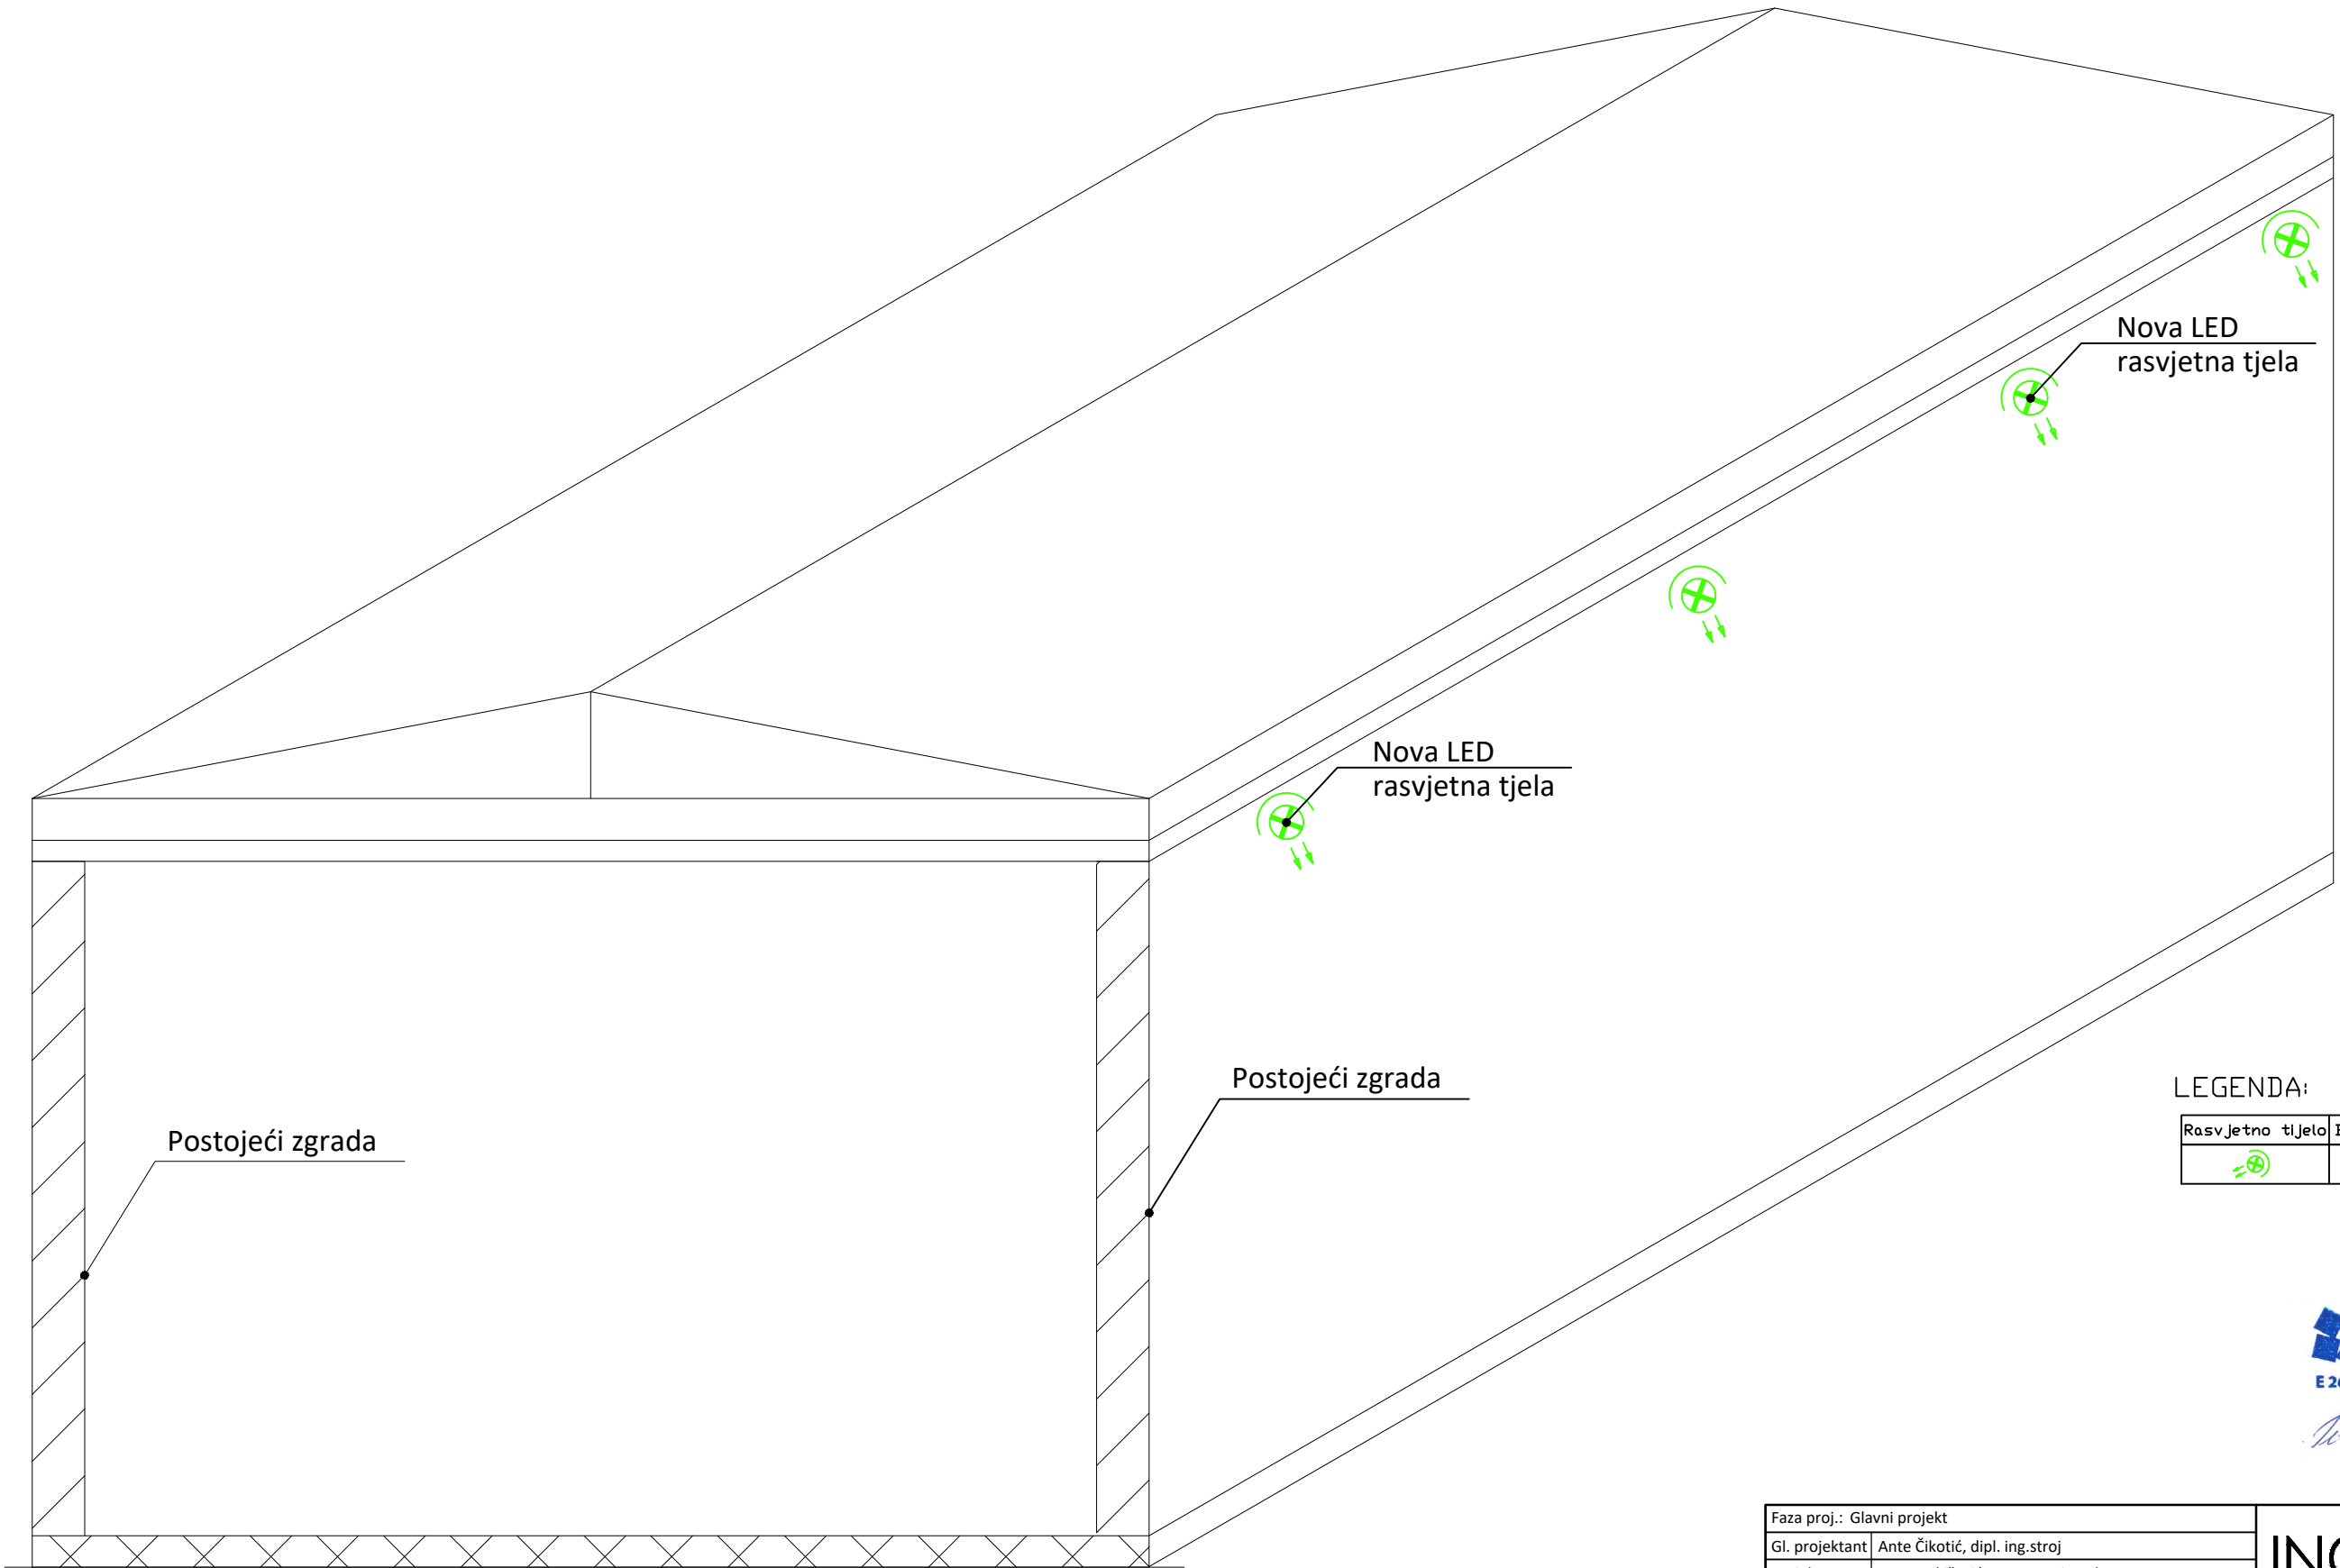 Nova LED
rasvjetna tjela
Nova LED
rasvjetna tjela
Postojeći zgrada
Postojeći zgrada
LEGENDA:
Rasvjetno tijelo
Faza proj.: Glavni projekt
Gl. projektant Ante Čikotić, dipl. ing.stroj